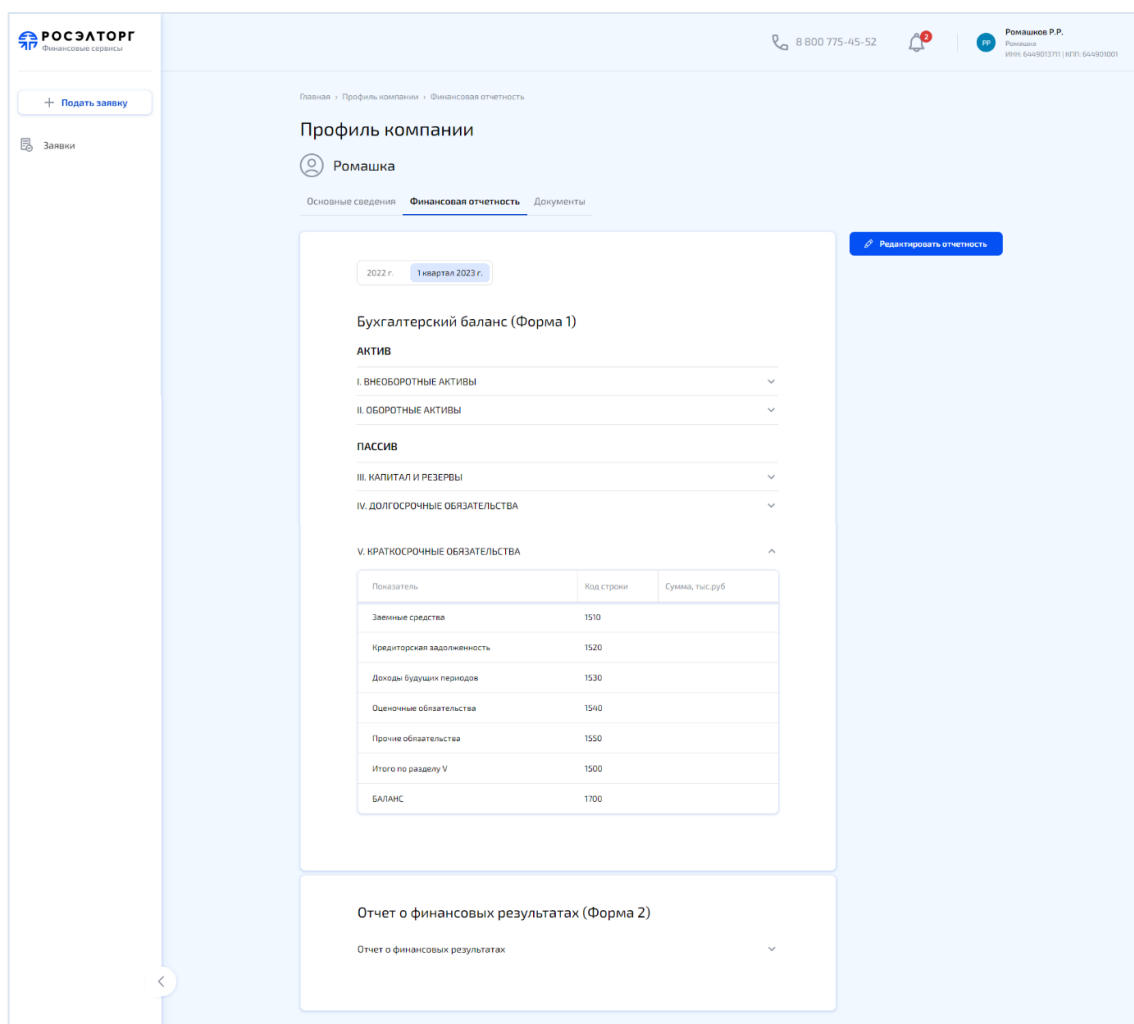 РОСЭЛТОРГ
Финансовые сервисы
8 800 775-45-52
2
РР
Ромашков Р.Р.
Ромашка
ИНН: 6449013711 | КПП: 644901001
Подать заявку
Заявки
Главная › Профиль компании › Финансовая отчетность
Профиль компании
Ромашка
Основные сведения Финансовая отчетность Документы
Редактировать отчетность
2022 г. 1 квартал 2023 г.
Бухгалтерский баланс (Форма 1)
АКТИВ
I. ВНЕОБОРОТНЫЕ АКТИВЫ
II. ОБОРОТНЫЕ АКТИВЫ
ПАССИВ
III. КАПИТАЛ И РЕЗЕРВЫ
IV. ДОЛГОСРОЧНЫЕ ОБЯЗАТЕЛЬСТВА
V. КРАТКОСРОЧНЫЕ ОБЯЗАТЕЛЬСТВА
Показатель Код строки Сумма, тыс.руб
Заемные средства 1510
Кредиторская задолженность 1520
Доходы будущих периодов 1530
Оценочные обязательства 1540
Прочие обязательства 1550
Итого по разделу V 1500
БАЛАНС 1700
Отчет о финансовых результатах (Форма 2)
Отчет о финансовых результатах